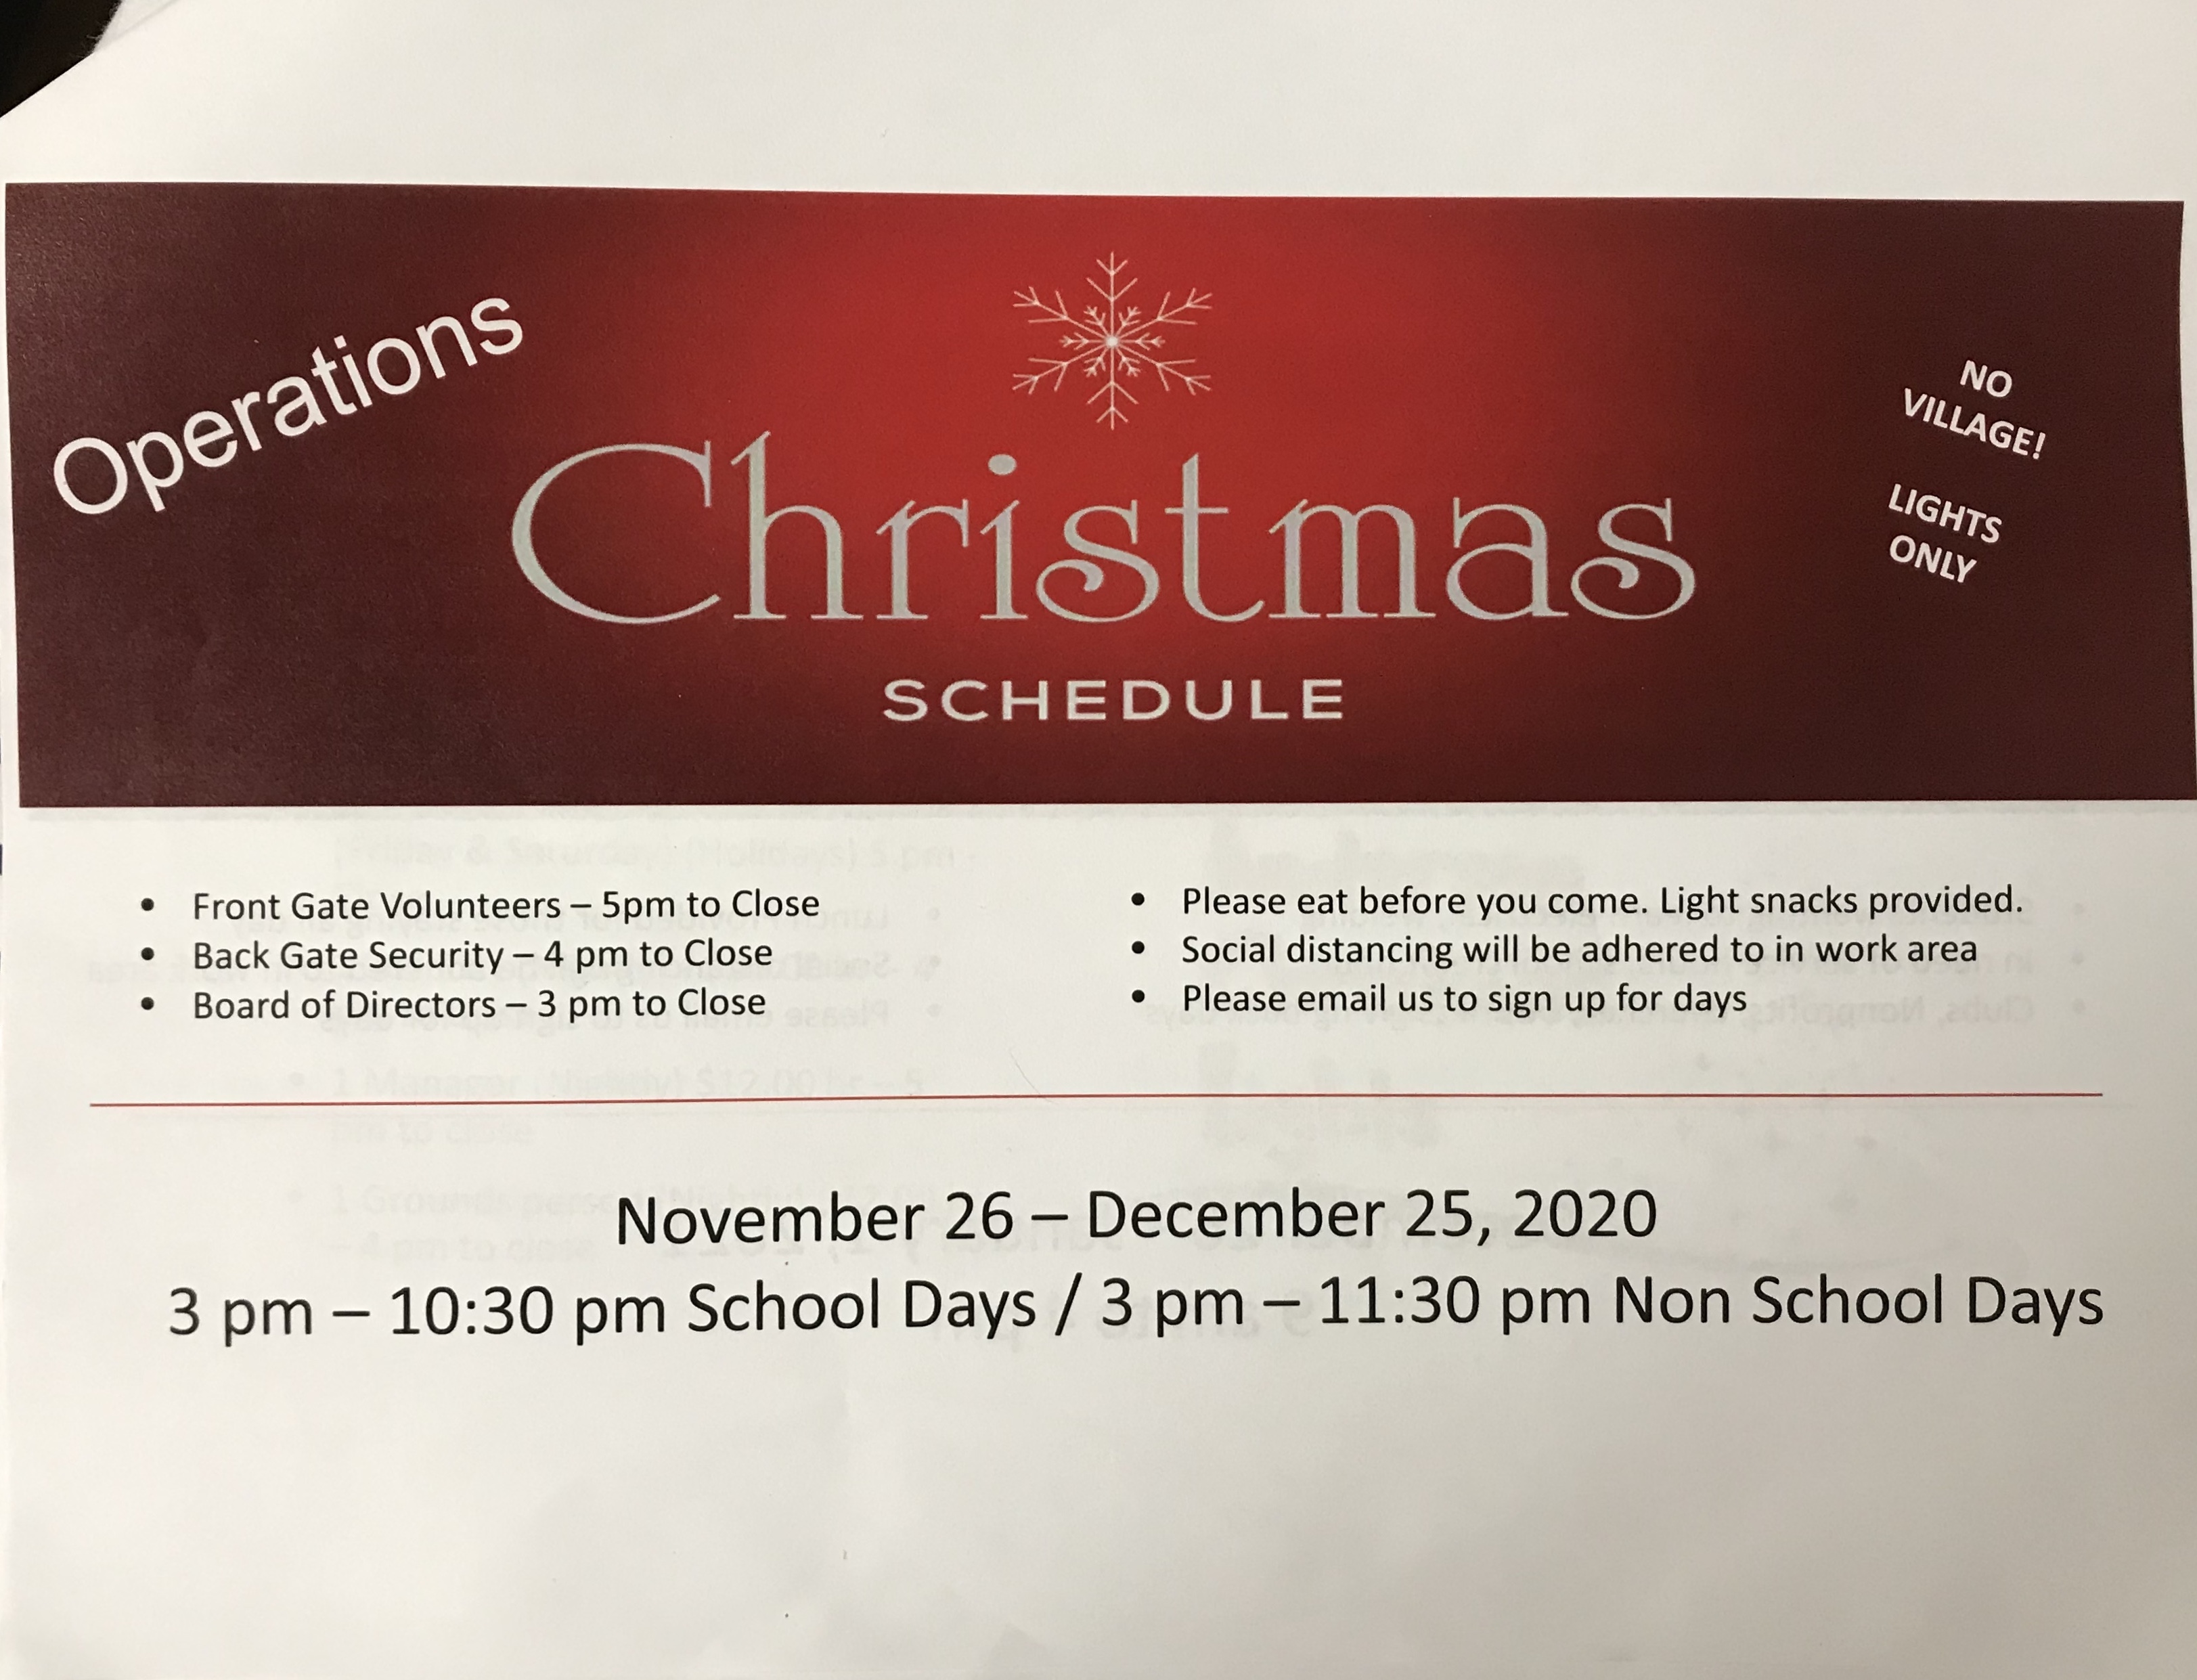 Operations
NO
VILLAGE!
LIGHTS
ONLY
Christmas
SCHEDULE
• Front Gate Volunteers – 5pm to Close
• Back Gate Security – 4 pm to Close
• Board of Directors – 3 pm to Close
• Please eat before you come. Light snacks provided.
• Social distancing will be adhered to in work area
• Please email us to sign up for days
November 26 – December 25, 2020
3 pm – 10:30 pm School Days / 3 pm – 11:30 pm Non School Days